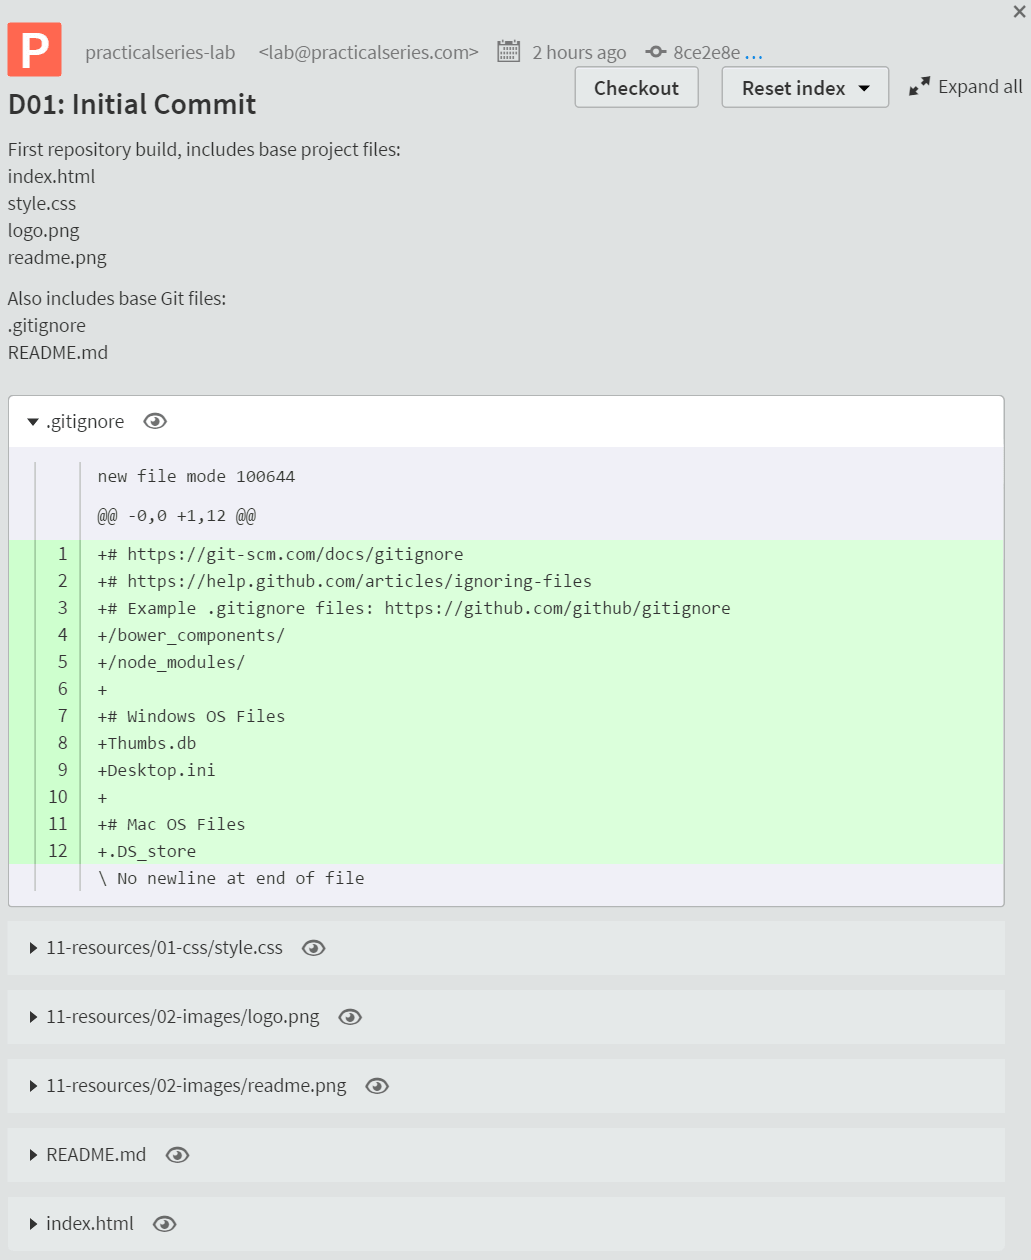 P practicalseries-lab <lab@practicalseries.com> 2 hours ago 8ce2e8e ...
Checkout Reset index Expand all
D01: Initial Commit
First repository build, includes base project files:
index.html
style.css
logo.png
readme.png
Also includes base Git files:
.gitignore
README.md
.gitignore
new file mode 100644
@@ -0,0 +1,12 @@
1 +# https://git-scm.com/docs/gitignore
2 +# https://help.github.com/articles/ignoring-files
3 +# Example .gitignore files: https://github.com/github/gitignore
4 +/bower_components/
5 +/node_modules/
6 +
7 +# Windows OS Files
8 +Thumbs.db
9 +Desktop.ini
10 +
11 +# Mac OS Files
12 +.DS_store
\ No newline at end of file
11-resources/01-css/style.css
11-resources/02-images/logo.png
11-resources/02-images/readme.png
README.md
index.html